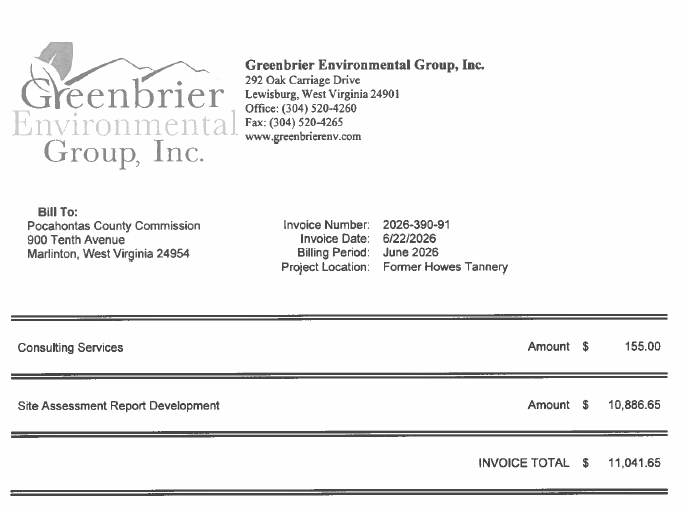 Greenbrier
Environmental
Group, Inc.
Greenbrier Environmental Group, Inc.
292 Oak Carriage Drive
Lewisburg, West Virginia 24901
Office: (304) 520-4260
Fax: (304) 520-4265
www.greenbrierenv.com
Bill To:
Pocahontas County Commission
900 Tenth Avenue
Marlinton, West Virginia 24954
Invoice Number: 2026-390-91
Invoice Date: 6/22/2026
Billing Period: June 2026
Project Location: Former Howes Tannery
Consulting Services Amount $ 155.00
Site Assessment Report Development Amount $ 10,886.65
INVOICE TOTAL $ 11,041.65